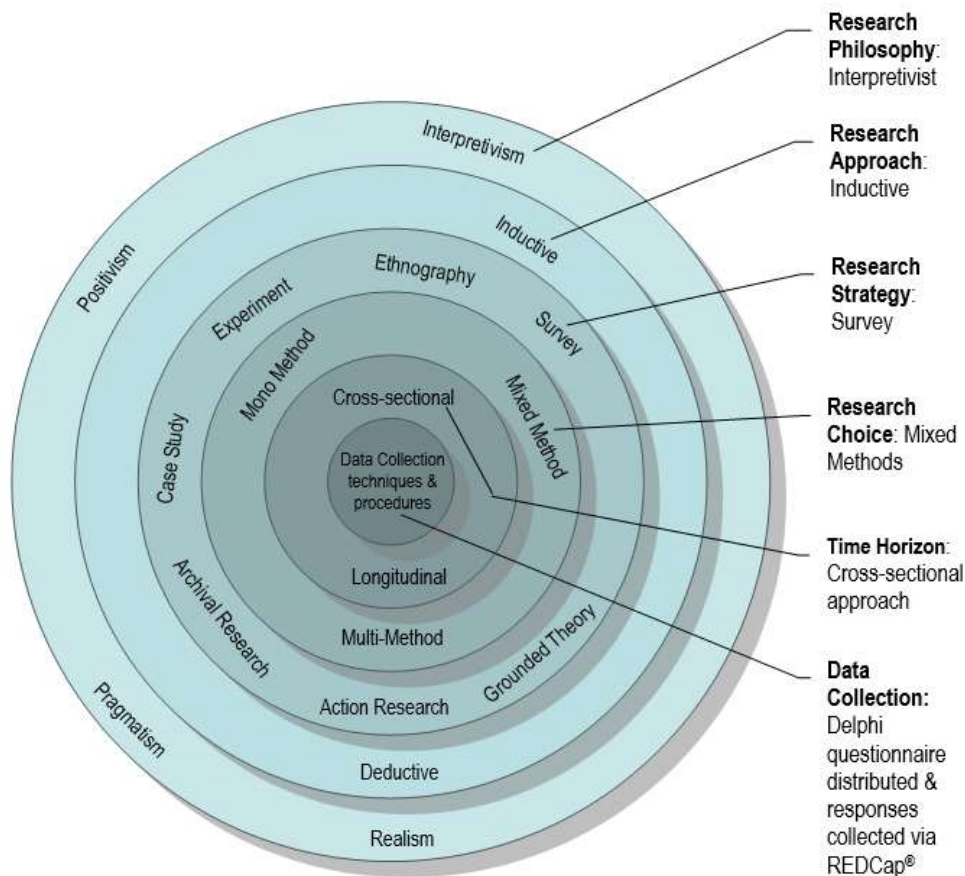 Research
Philosophy:
Interpretivist
Interpretivism
Research
Approach:
Inductive
Inductive
Positivism
Ethnography
Experiment
Survey
Research
Strategy:
Survey
Mono Method
Cross-sectional
Mixed Method
Research
Choice: Mixed
Methods
Case Study
Data Collection
techniques &
procedures
Time Horizon:
Cross-sectional
approach
Longitudinal
Archival Research
Multi-Method
Grounded Theory
Action Research
Pragmatism
Deductive
Realism
Data
Collection:
Delphi
questionnaire
distributed &
responses
collected via
REDCap®